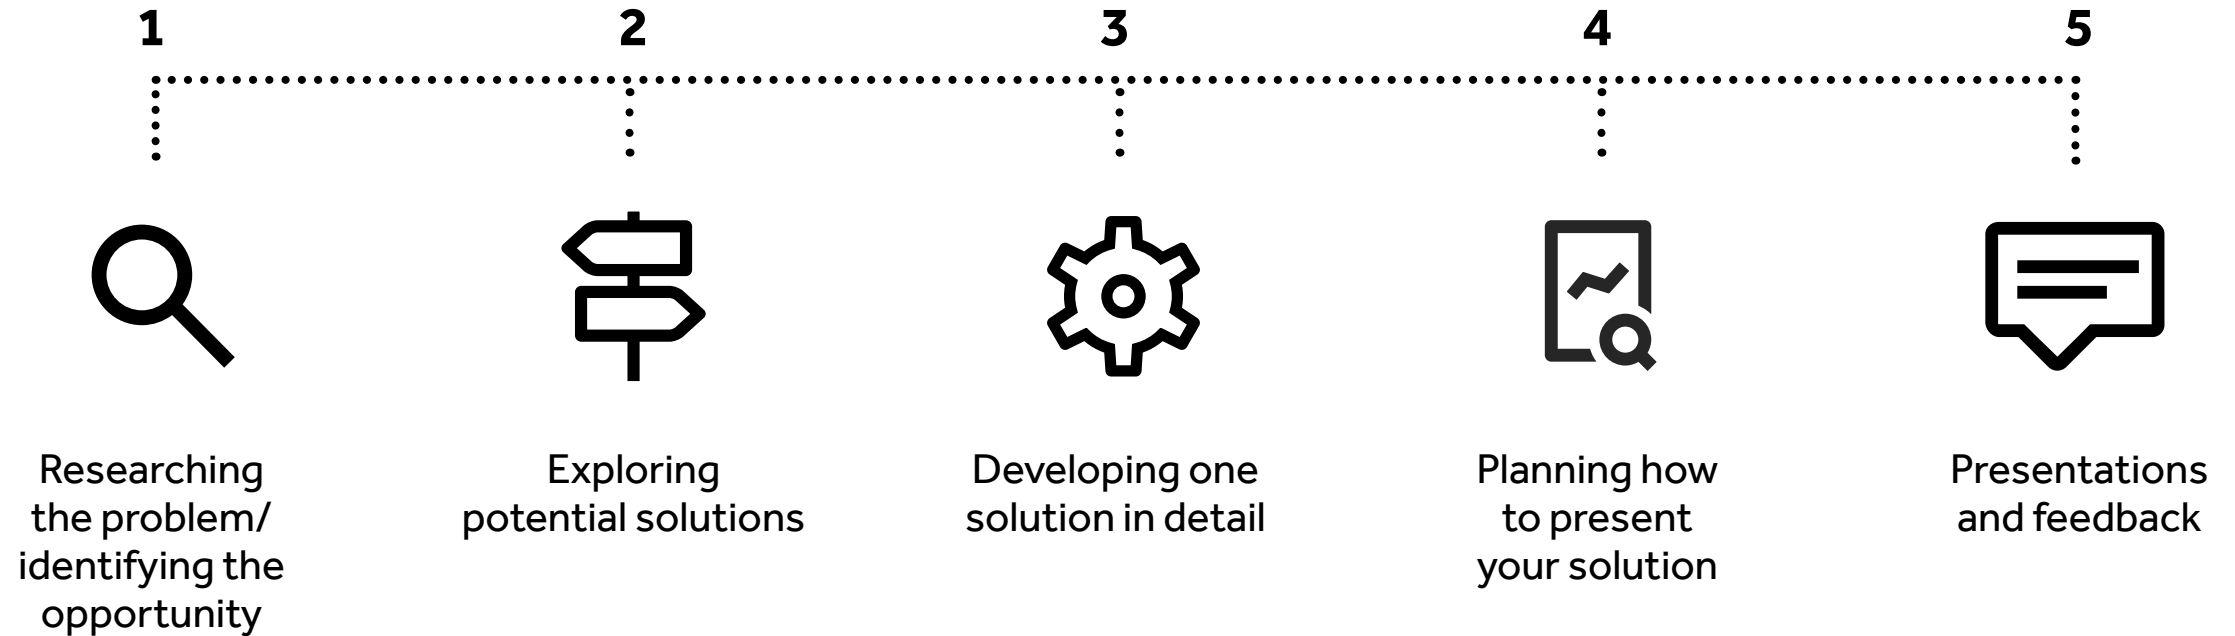 1
2
3
4
5
Researching
the problem/
identifying the
opportunity
Exploring
potential solutions
Developing one
solution in detail
Planning how
to present
your solution
Presentations
and feedback